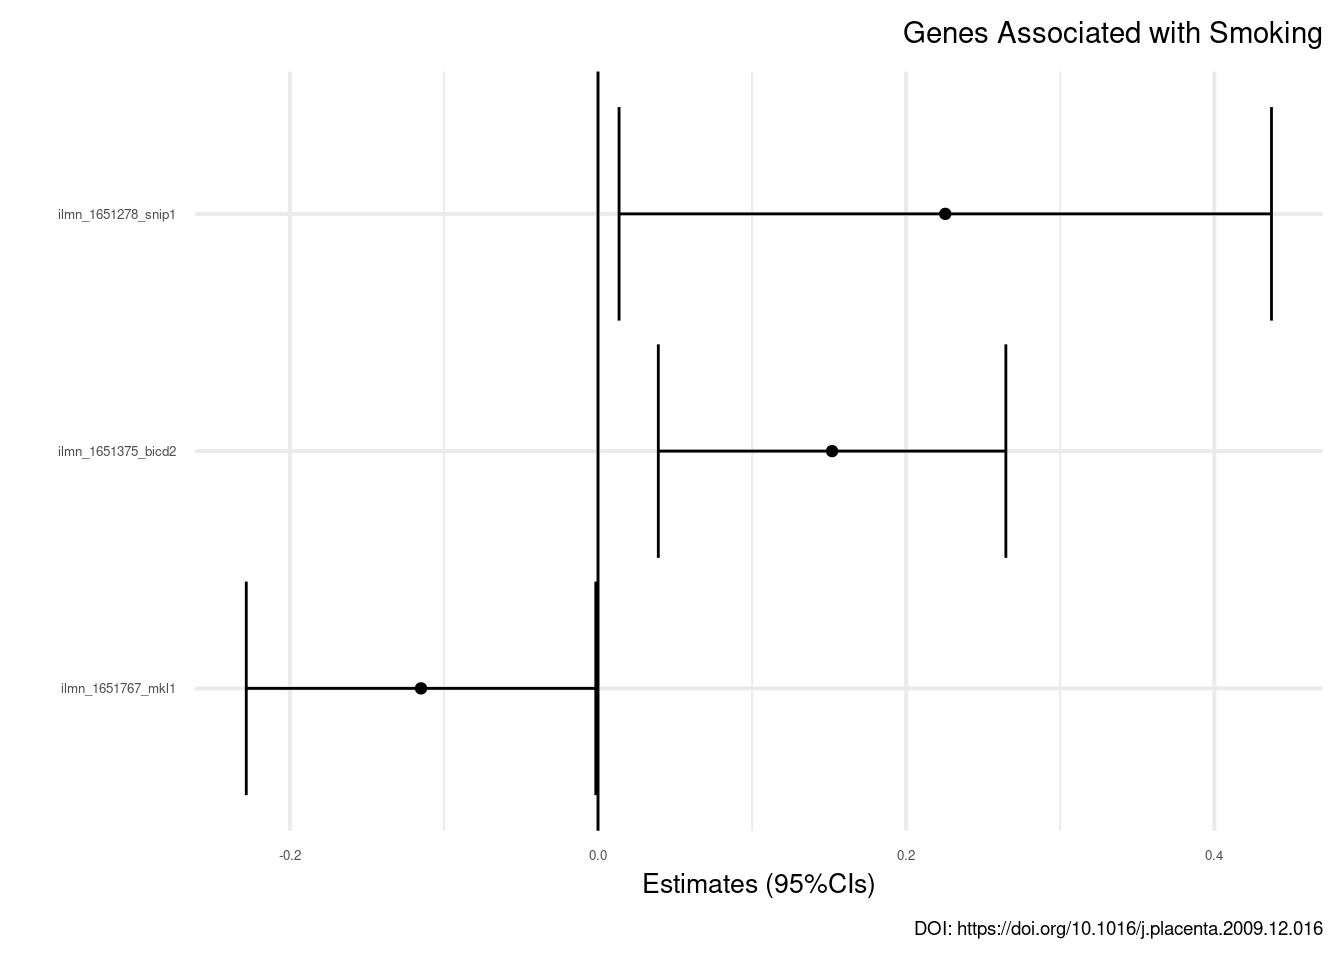 Genes Associated with Smoking
ilmn_1651278_snip1
ilmn_1651375_bicd2
ilmn_1651767_mkl1
-0.2 0.0 0.2 0.4
Estimates (95%CIs)
DOI: https://doi.org/10.1016/j.placenta.2009.12.016